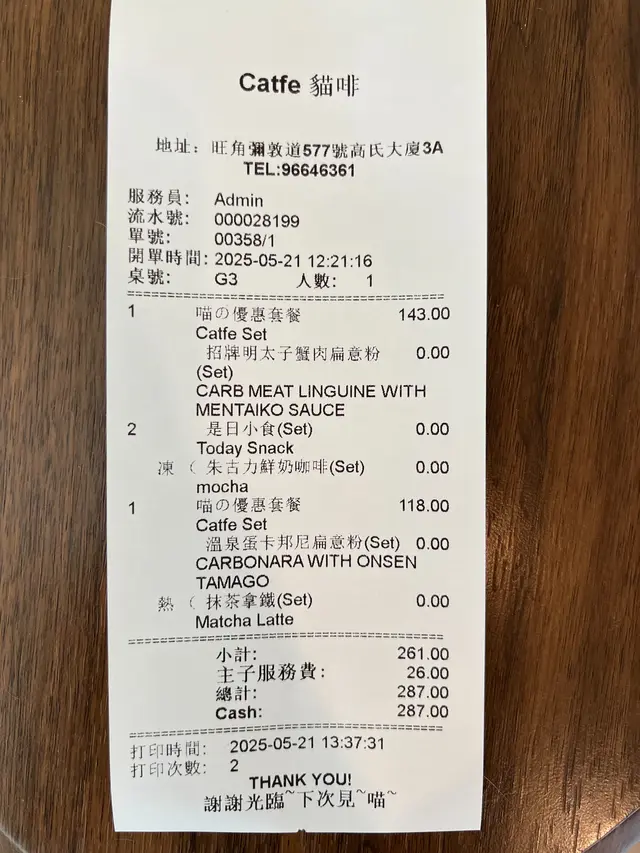 Catfe 貓啡
地址: 旺角彌敦道577號高氏大廈3A
TEL:96646361
服務員: Admin
流水號: 000028199
單號: 00358/1
開單時間: 2025-05-21 12:21:16
桌號: G3 人數: 1
1 喵の優惠套餐 143.00
Catfe Set
招牌明太子蟹肉扁意粉 0.00
(Set)
CARB MEAT LINGUINE WITH
MENTAIKO SAUCE
2 是日小食(Set) 0.00
Today Snack
凍 ( 朱古力鮮奶咖啡(Set) 0.00
mocha
1 喵の優惠套餐 118.00
Catfe Set
溫泉蛋卡邦尼扁意粉(Set) 0.00
CARBONARA WITH ONSEN
TAMAGO
熱 ( 抹茶拿鐵(Set) 0.00
Matcha Latte
小計: 261.00
主子服務費: 26.00
總計: 287.00
Cash: 287.00
打印時間: 2025-05-21 13:37:31
打印次數: 2
THANK YOU!
謝謝光臨~下次見~喵~